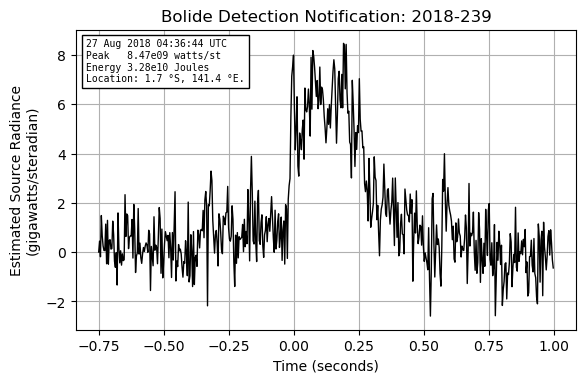 Bolide Detection Notification: 2018-239
27 Aug 2018 04:36:44 UTC
Peak   8.47e09 watts/st
Energy 3.28e10 Joules
Location: 1.7 °S, 141.4 °E.
Estimated Source Radiance
(gigawatts/steradian)
8
6
4
2
0
−2
−0.75 −0.50 −0.25 0.00 0.25 0.50 0.75 1.00
Time (seconds)